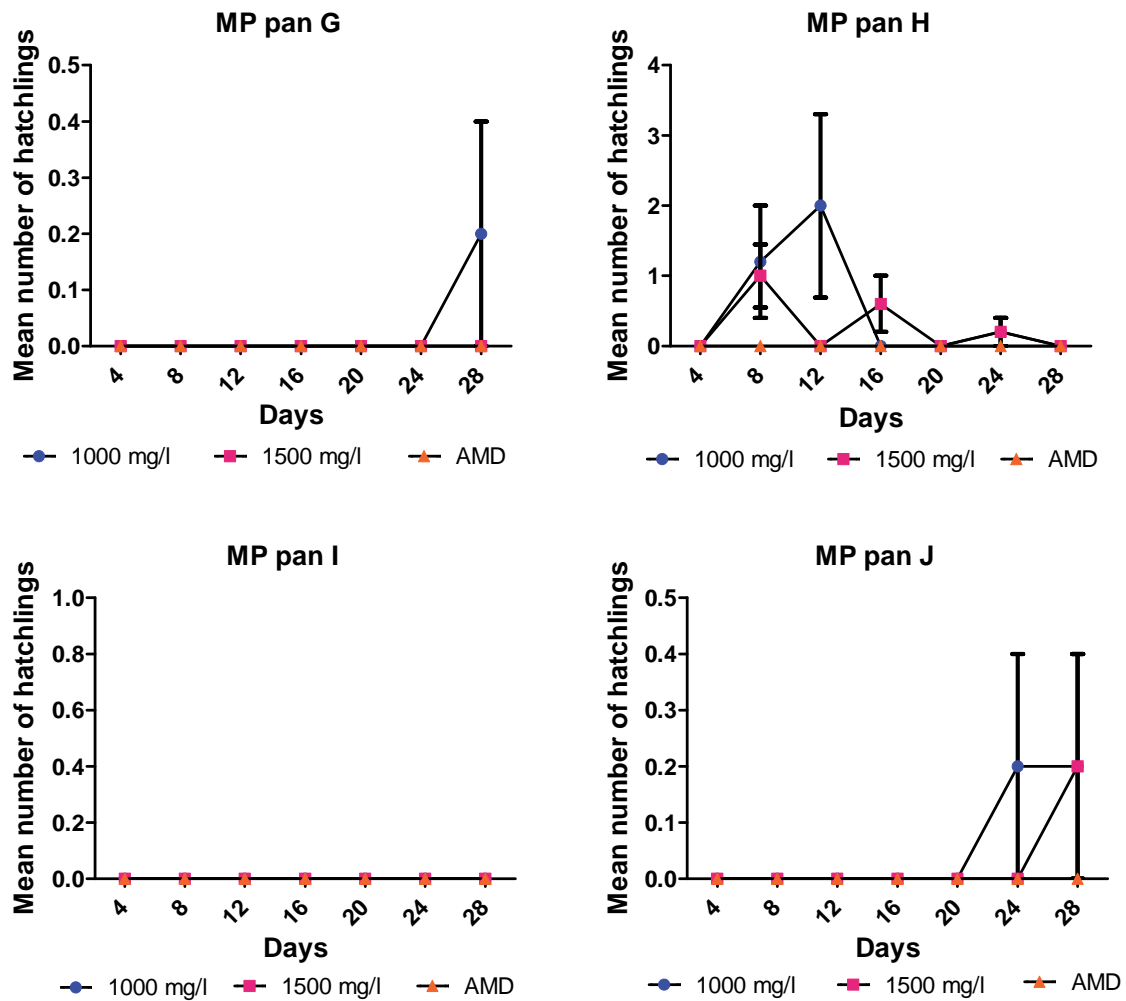 MP pan G
Mean number of hatchlings
0.5
0.4
0.3
0.2
0.1
0.0
4 8 12 16 20 24 28
Days
1000 mg/l 1500 mg/l AMD
MP pan H
Mean number of hatchlings
4
3
2
1
0
4 8 12 16 20 24 28
Days
1000 mg/l 1500 mg/l AMD
MP pan I
Mean number of hatchlings
1.0
0.8
0.6
0.4
0.2
0.0
4 8 12 16 20 24 28
Days
1000 mg/l 1500 mg/l AMD
MP pan J
Mean number of hatchlings
0.5
0.4
0.3
0.2
0.1
0.0
4 8 12 16 20 24 28
Days
1000 mg/l 1500 mg/l AMD